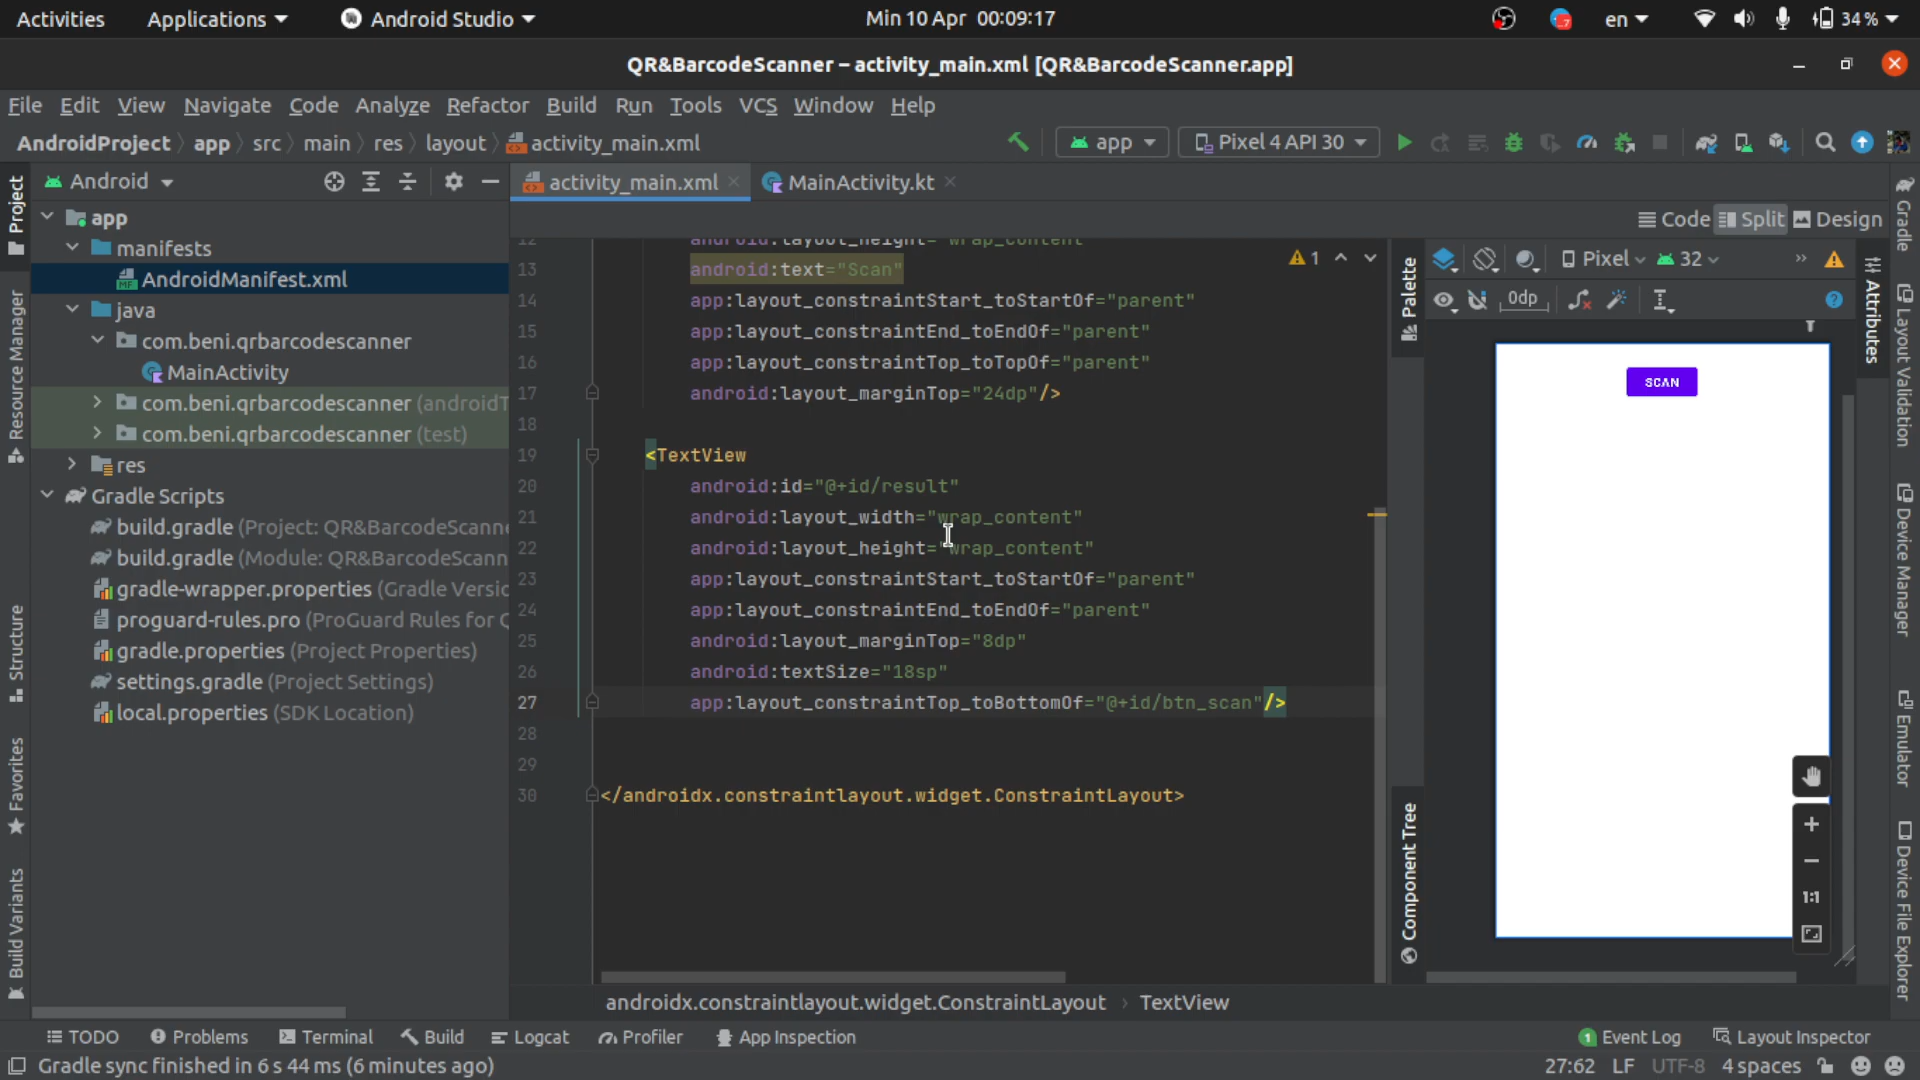 Activities Applications Android Studio Min 10 Apr 00:09:17 en 34 %
QR&BarcodeScanner – activity_main.xml [QR&BarcodeScanner.app]
File Edit View Navigate Code Analyze Refactor Build Run Tools VCS Window Help
AndroidProject app src main res layout activity_main.xml app Pixel 4 API 30
Android activity_main.xml MainActivity.kt
Code Split Design
Project
Resource Manager
Structure
Favorites
Build Variants
app
manifests
AndroidManifest.xml
java
com.beni.qrbarcodescanner
MainActivity
com.beni.qrbarcodescanner (androidT
com.beni.qrbarcodescanner (test)
res
Gradle Scripts
build.gradle (Project: QR&BarcodeScanne
build.gradle (Module: QR&BarcodeScann
gradle-wrapper.properties (Gradle Versio
proguard-rules.pro (ProGuard Rules for Q
gradle.properties (Project Properties)
settings.gradle (Project Settings)
local.properties (SDK Location)
12 android:layout_height="wrap_content"
13 android:text="Scan"
14 app:layout_constraintStart_toStartOf="parent"
15 app:layout_constraintEnd_toEndOf="parent"
16 app:layout_constraintTop_toTopOf="parent"
17 android:layout_marginTop="24dp"/>
18
19 <TextView
20 android:id="@+id/result"
21 android:layout_width="wrap_content"
22 android:layout_height="wrap_content"
23 app:layout_constraintStart_toStartOf="parent"
24 app:layout_constraintEnd_toEndOf="parent"
25 android:layout_marginTop="8dp"
26 android:textSize="18sp"
27 app:layout_constraintTop_toBottomOf="@+id/btn_scan"/>
28
29
30 </androidx.constraintlayout.widget.ConstraintLayout>
1
Palette
Component Tree
Pixel 32
0dp
SCAN
1:1
Attributes
Gradle
Layout Validation
Device Manager
Emulator
Device File Explorer
androidx.constraintlayout.widget.ConstraintLayout TextView
TODO Problems Terminal Build Logcat Profiler App Inspection 1 Event Log Layout Inspector
Gradle sync finished in 6 s 44 ms (6 minutes ago) 27:62 LF UTF-8 4 spaces